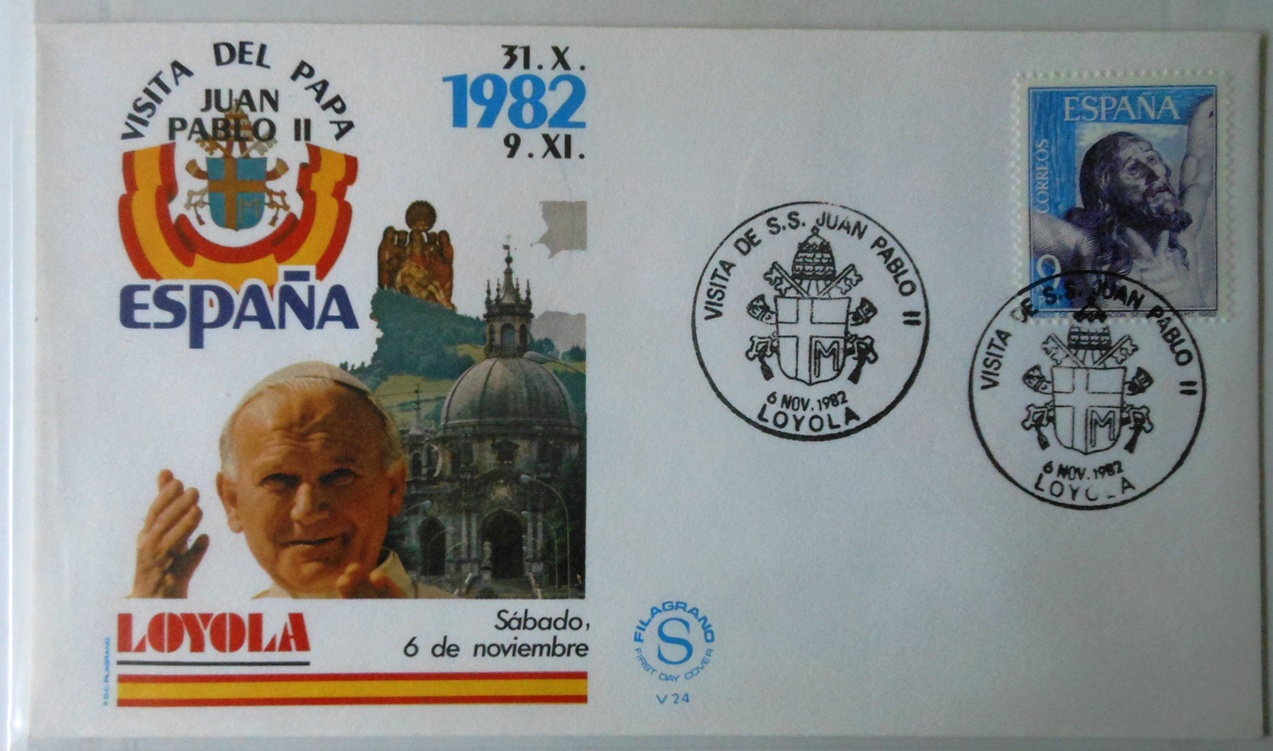 VISITA DEL PAPA
JUAN
PABLO II
ESPAÑA
31. X.
1982
9. XI.
LOYOLA
Sábado,
6 de noviembre
F.D.C. FILAGRANO
FILAGRANO
S
FIRST DAY COVER
V 24
VISITA DE S.S. JUAN PABLO II
M
6 NOV. 1982
LOYOLA
ESPAÑA
CORREOS
VISITA DE S.S. JUAN PABLO II
M
6 NOV. 1982
LOYOLA